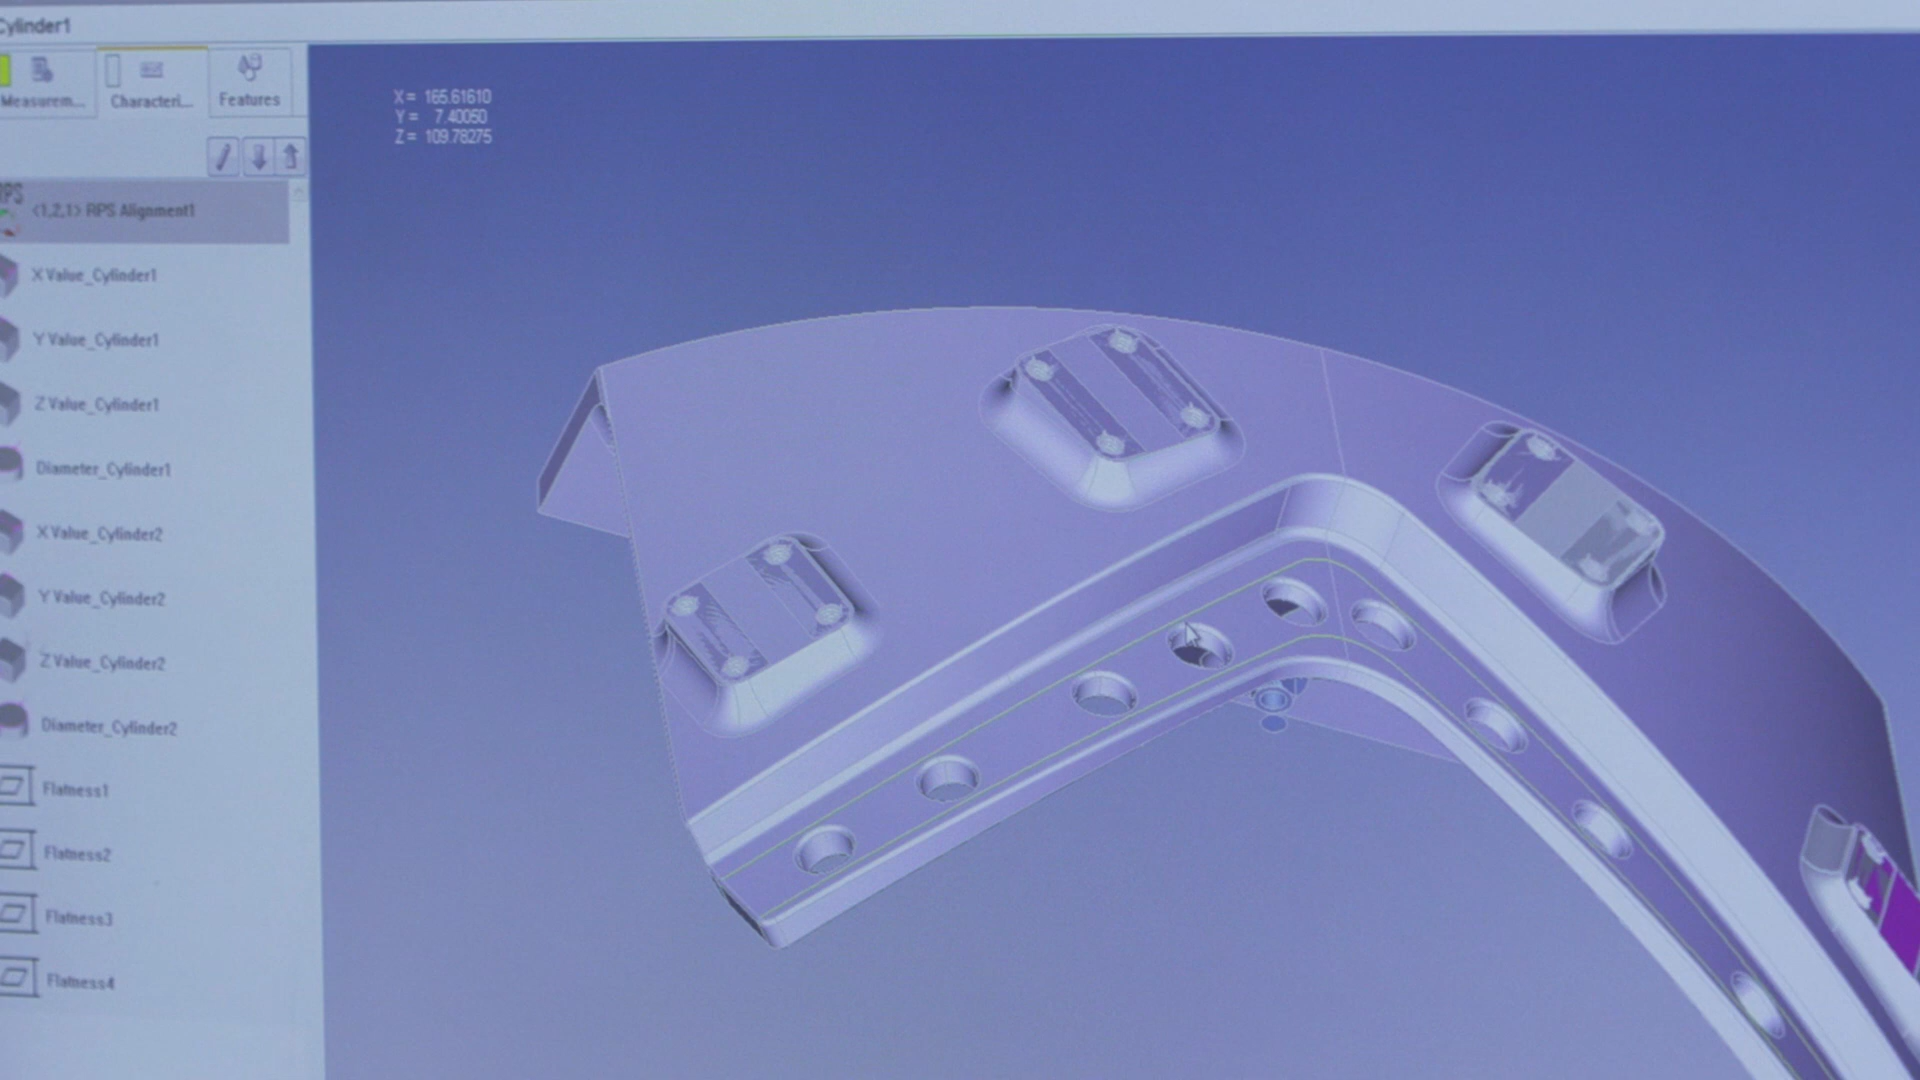 Cylinder1
Measurem...
Characteri...
Features
X= 165.61610
Y= 7.40050
Z= 109.78275
RPS
<1,2,1> RPS Alignment1
X Value_Cylinder1
Y Value_Cylinder1
Z Value_Cylinder1
Diameter_Cylinder1
X Value_Cylinder2
Y Value_Cylinder2
Z Value_Cylinder2
Diameter_Cylinder2
Flatness1
Flatness2
Flatness3
Flatness4